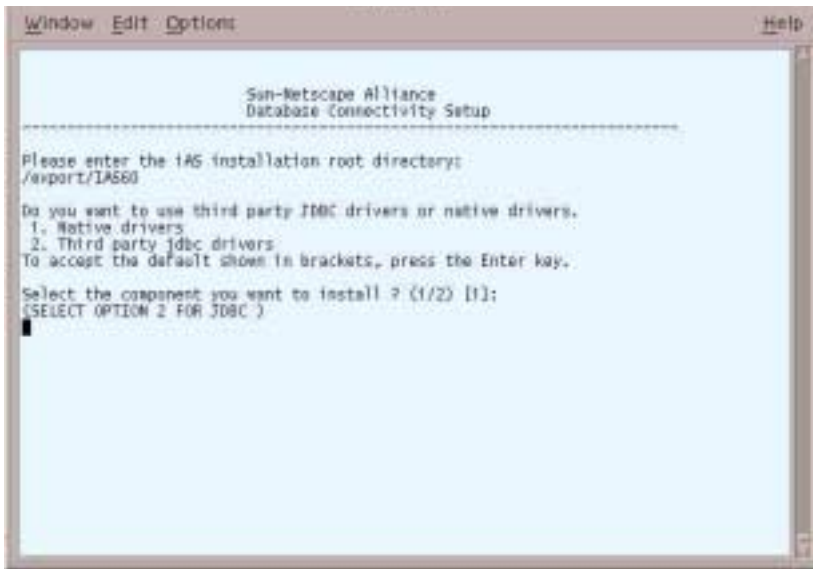 Window Edit Options Help
Sun-Netscape Alliance
Database Connectivity Setup
--------------------------------------------------------------------------
Please enter the iAS installation root directory:
/export/IAS60
Do you want to use third party JDBC drivers or native drivers.
1. Native drivers
2. Third party jdbc drivers
To accept the default shown in brackets, press the Enter key.
Select the component you want to install ? (1/2) [1]:
(SELECT OPTION 2 FOR JDBC )